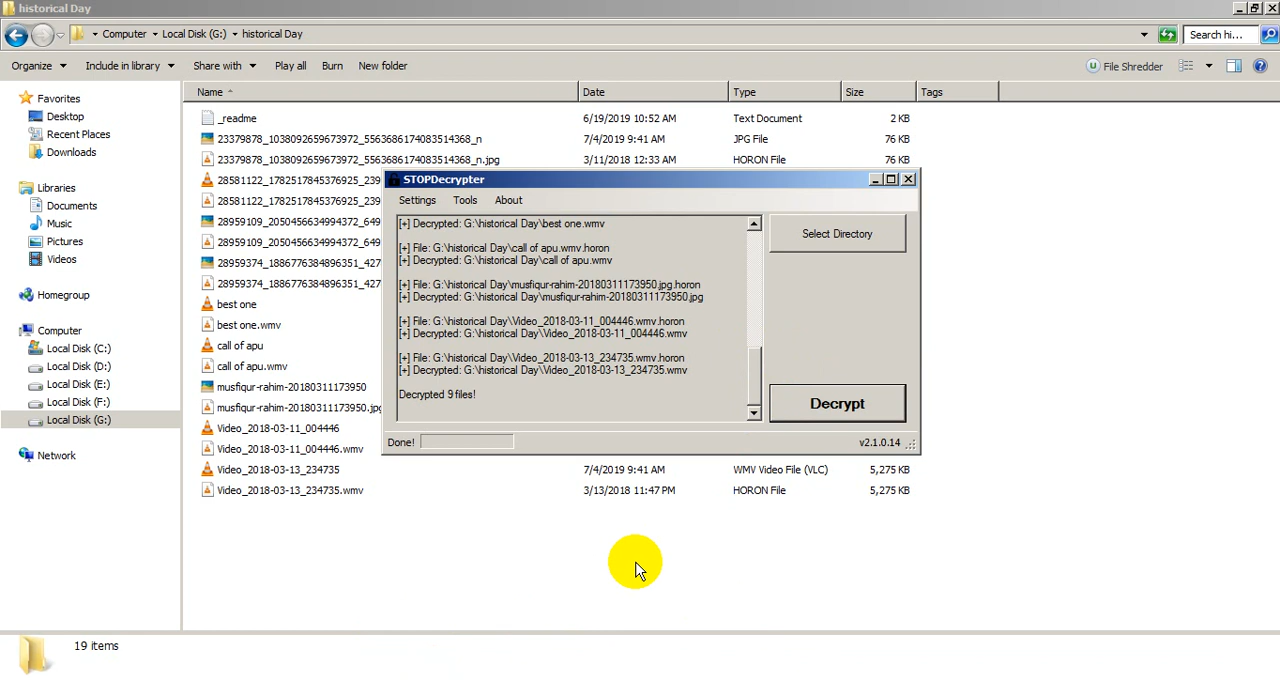 historical Day
Computer Local Disk (G:) historical Day
Search hi...
Organize Include in library Share with Play all Burn New folder
File Shredder
Name Date Type Size Tags
Favorites
Desktop
Recent Places
Downloads
Libraries
Documents
Music
Pictures
Videos
Homegroup
Computer
Local Disk (C:)
Local Disk (D:)
Local Disk (E:)
Local Disk (F:)
Local Disk (G:)
Network
_readme 6/19/2019 10:52 AM Text Document 2 KB
23379878_1038092659673972_5563686174083514368_n 7/4/2019 9:41 AM JPG File 76 KB
23379878_1038092659673972_5563686174083514368_n.jpg 3/11/2018 12:33 AM HORON File 76 KB
28581122_1782517845376925_239
28581122_1782517845376925_239
28959109_2050456634994372_649
28959109_2050456634994372_649
28959374_1886776384896351_427
28959374_1886776384896351_427
best one
best one.wmv
call of apu
call of apu.wmv
musfiqur-rahim-20180311173950
musfiqur-rahim-20180311173950.jpg
Video_2018-03-11_004446
Video_2018-03-11_004446.wmv
Video_2018-03-13_234735 7/4/2019 9:41 AM WMV Video File (VLC) 5,275 KB
Video_2018-03-13_234735.wmv 3/13/2018 11:47 PM HORON File 5,275 KB
STOPDecrypter
Settings Tools About
[+] Decrypted: G:\historical Day\best one.wmv
[+] File: G:\historical Day\call of apu.wmv.horon
[+] Decrypted: G:\historical Day\call of apu.wmv
[+] File: G:\historical Day\musfiqur-rahim-20180311173950.jpg.horon
[+] Decrypted: G:\historical Day\musfiqur-rahim-20180311173950.jpg
[+] File: G:\historical Day\Video_2018-03-11_004446.wmv.horon
[+] Decrypted: G:\historical Day\Video_2018-03-11_004446.wmv
[+] File: G:\historical Day\Video_2018-03-13_234735.wmv.horon
[+] Decrypted: G:\historical Day\Video_2018-03-13_234735.wmv
Decrypted 9 files!
Select Directory
Decrypt
Done!
v2.1.0.14
19 items